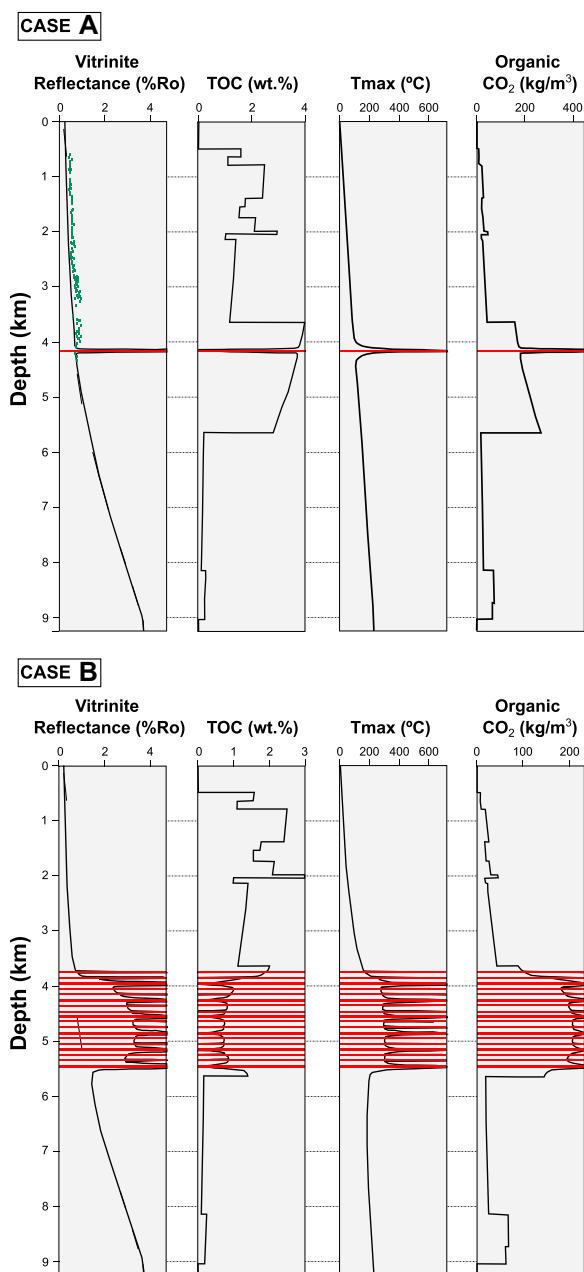 CASE A
Vitrinite
Reflectance (%Ro)
TOC (wt.%)
Tmax (ºC)
Organic
CO₂ (kg/m³)
0 2 4
0 2 4
0 200 400 600
0 200 400
0
1
2
3
4
5
6
7
8
9
Depth (km)
CASE B
Vitrinite
Reflectance (%Ro)
TOC (wt.%)
Tmax (ºC)
Organic
CO₂ (kg/m³)
0 2 4
0 1 2 3
0 200 400 600
0 100 200
0
1
2
3
4
5
6
7
8
9
Depth (km)